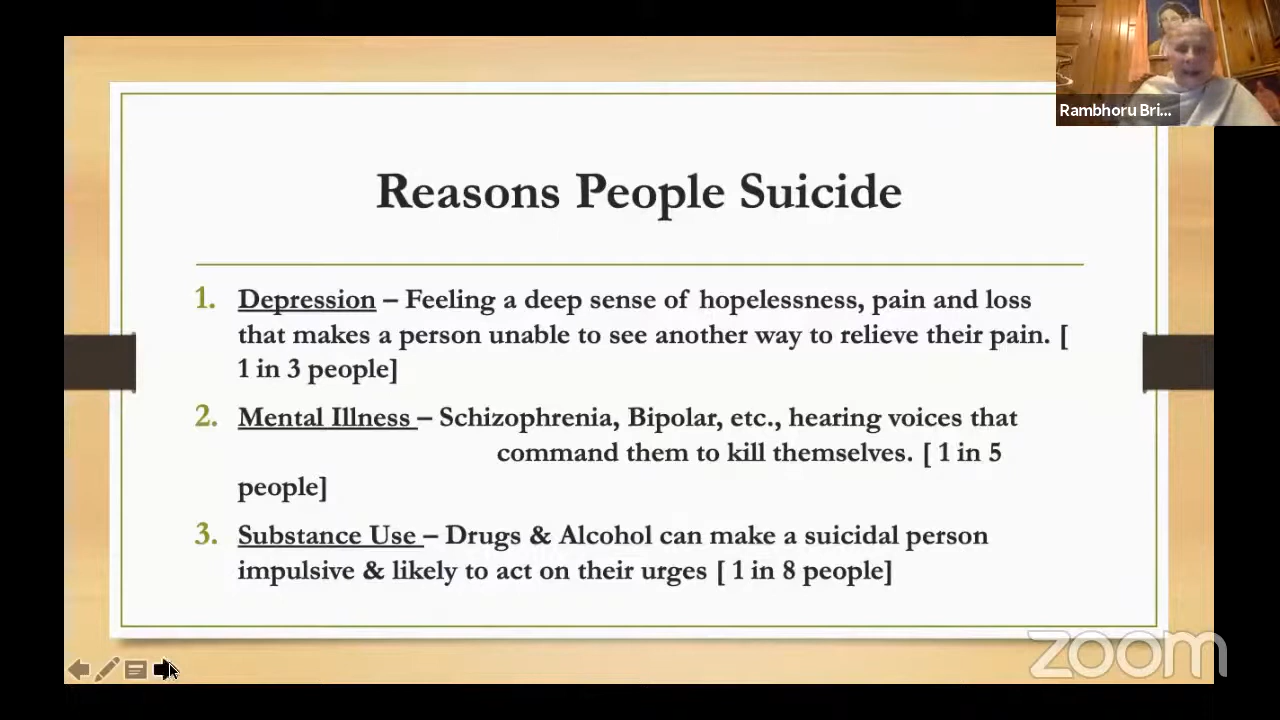 Rambhoru Bri...
Reasons People Suicide
1. Depression – Feeling a deep sense of hopelessness, pain and loss
that makes a person unable to see another way to relieve their pain. [
1 in 3 people]
2. Mental Illness – Schizophrenia, Bipolar, etc., hearing voices that
command them to kill themselves. [ 1 in 5
people]
3. Substance Use – Drugs & Alcohol can make a suicidal person
impulsive & likely to act on their urges [ 1 in 8 people]
zoom